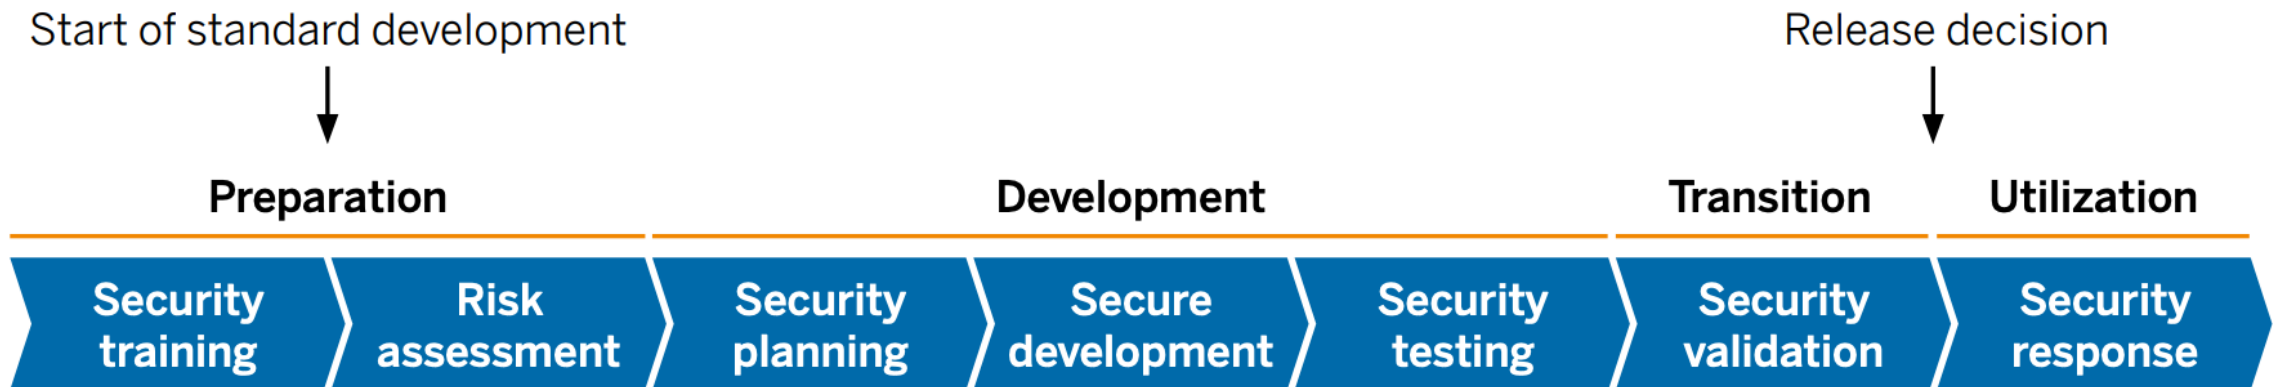 Start of standard development
Release decision
Preparation
Development
Transition
Utilization
Security
training
Risk
assessment
Security
planning
Secure
development
Security
testing
Security
validation
Security
response